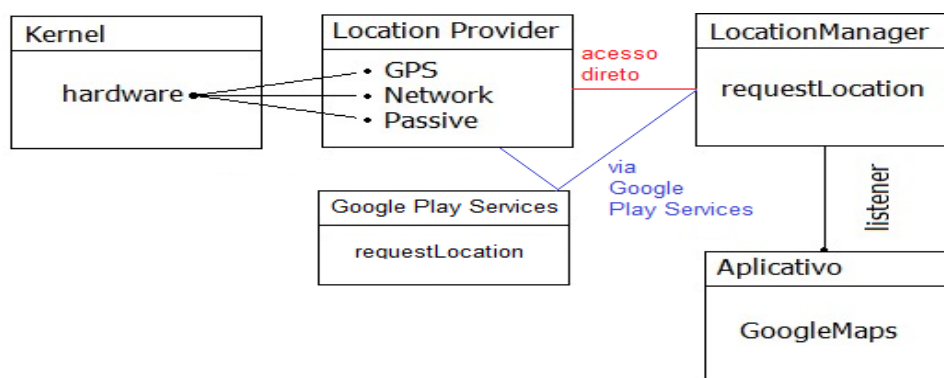 Kernel
hardware
Location Provider
GPS
Network
Passive
acesso
direto
LocationManager
requestLocation
via
Google
Play Services
Google Play Services
requestLocation
listener
Aplicativo
GoogleMaps